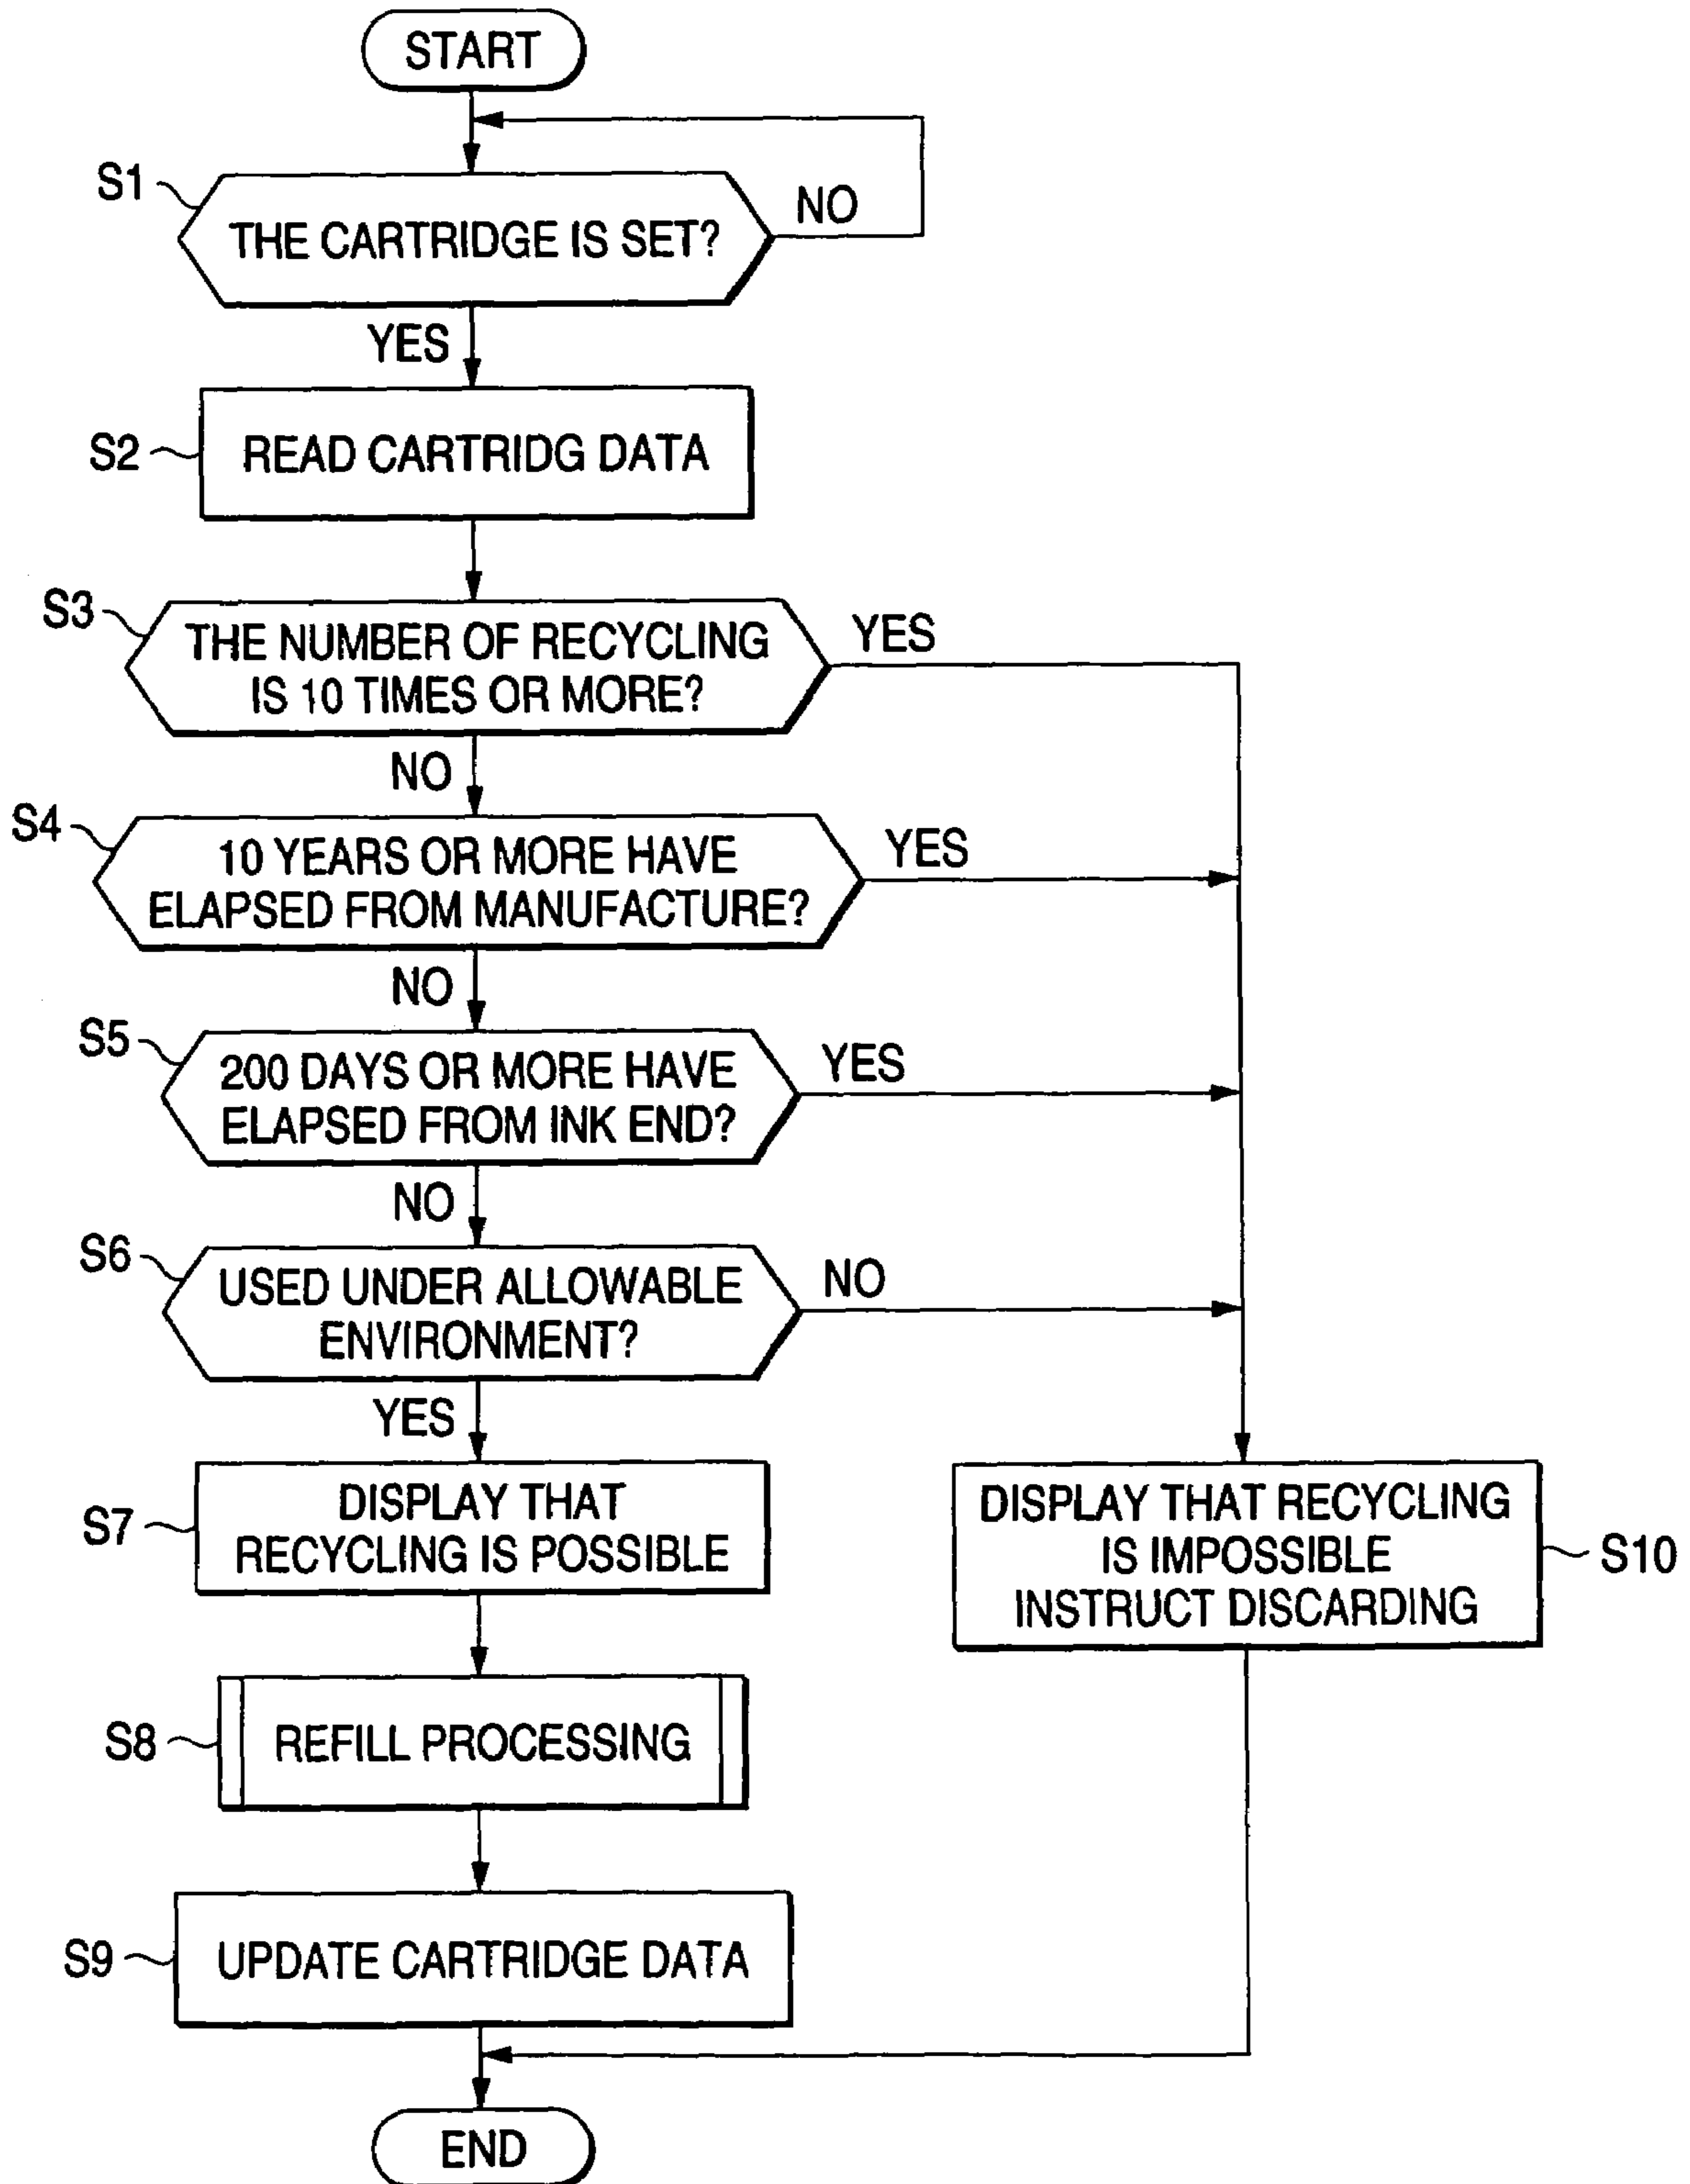 START
S1
THE CARTRIDGE IS SET?
NO
YES
S2
READ CARTRIDG DATA
S3
THE NUMBER OF RECYCLING
IS 10 TIMES OR MORE?
YES
NO
S4
10 YEARS OR MORE HAVE
ELAPSED FROM MANUFACTURE?
YES
NO
S5
200 DAYS OR MORE HAVE
ELAPSED FROM INK END?
YES
NO
S6
USED UNDER ALLOWABLE
ENVIRONMENT?
NO
YES
S7
DISPLAY THAT
RECYCLING IS POSSIBLE
DISPLAY THAT RECYCLING
IS IMPOSSIBLE
INSTRUCT DISCARDING
S10
S8
REFILL PROCESSING
S9
UPDATE CARTRIDGE DATA
END